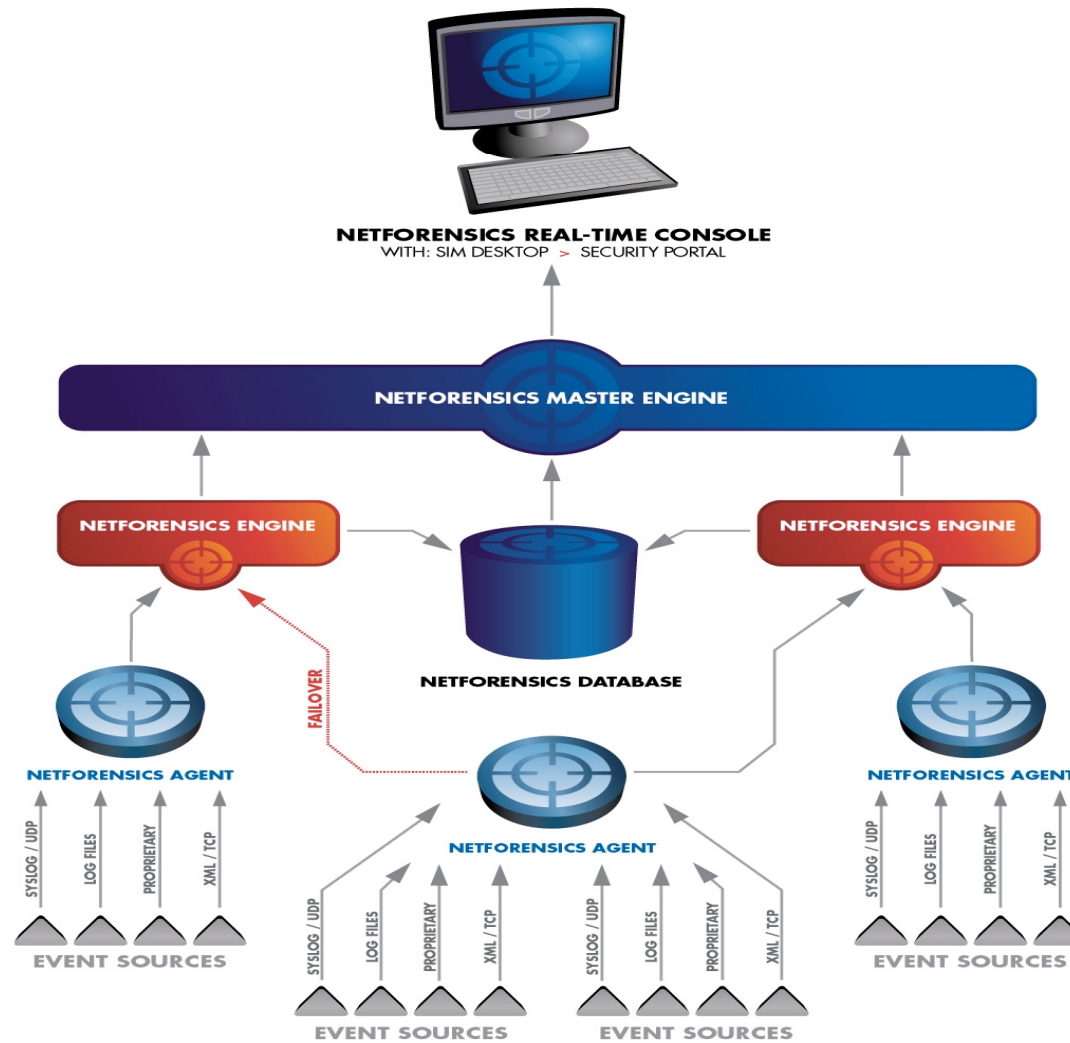 NETFORENSICS REAL-TIME CONSOLE
WITH: SIM DESKTOP > SECURITY PORTAL
NETFORENSICS MASTER ENGINE
NETFORENSICS ENGINE
NETFORENSICS ENGINE
NETFORENSICS DATABASE
FAILOVER
NETFORENSICS AGENT
NETFORENSICS AGENT
NETFORENSICS AGENT
SYSLOG / UDP
LOG FILES
PROPRIETARY
XML / TCP
EVENT SOURCES
SYSLOG / UDP
LOG FILES
PROPRIETARY
XML / TCP
EVENT SOURCES
SYSLOG / UDP
LOG FILES
PROPRIETARY
XML / TCP
EVENT SOURCES
SYSLOG / UDP
LOG FILES
PROPRIETARY
XML / TCP
EVENT SOURCES